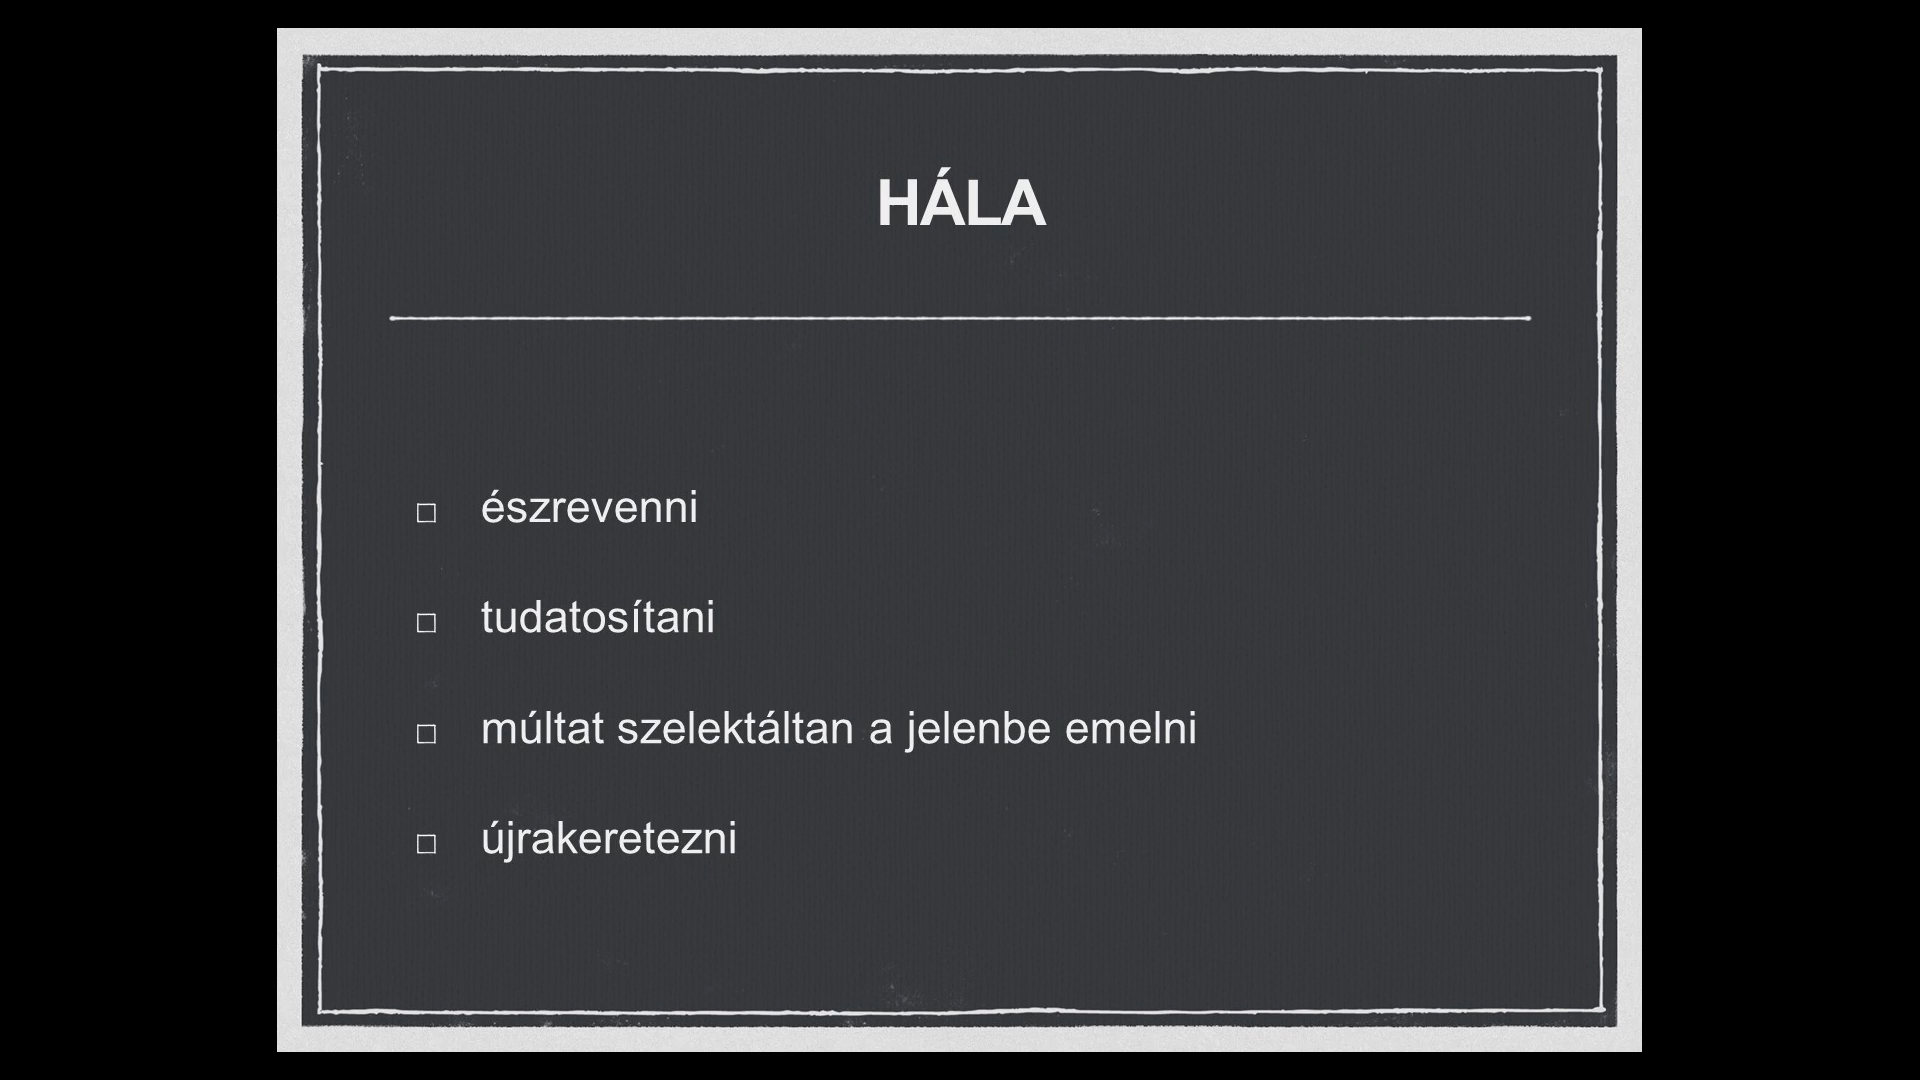 HÁLA
észrevenni
tudatosítani
múltat szelektáltan a jelenbe emelni
újrakeretezni